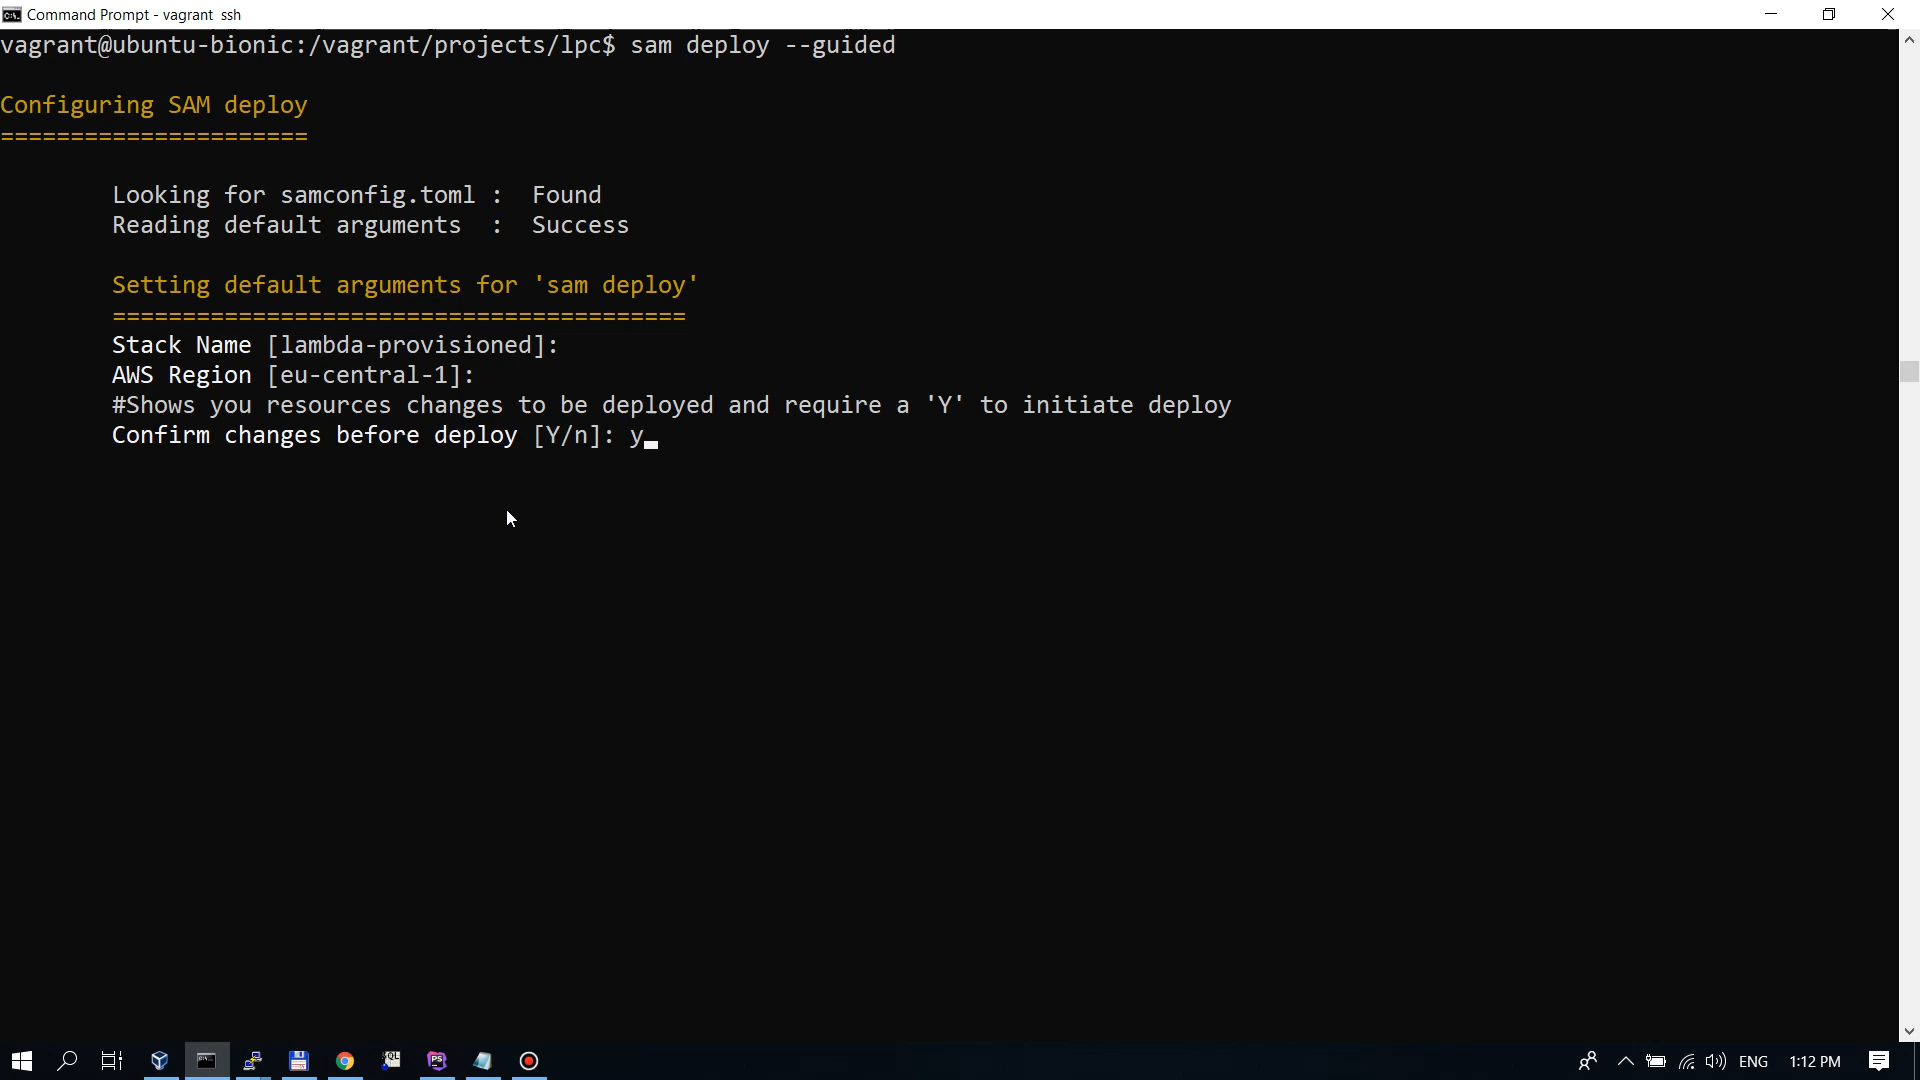 Command Prompt - vagrant ssh
vagrant@ubuntu-bionic:/vagrant/projects/lpc$ sam deploy --guided
Configuring SAM deploy
======================
Looking for samconfig.toml : Found
Reading default arguments : Success
Setting default arguments for 'sam deploy'
=========================================
Stack Name [lambda-provisioned]:
AWS Region [eu-central-1]:
#Shows you resources changes to be deployed and require a 'Y' to initiate deploy
Confirm changes before deploy [Y/n]: y
ENG
1:12 PM